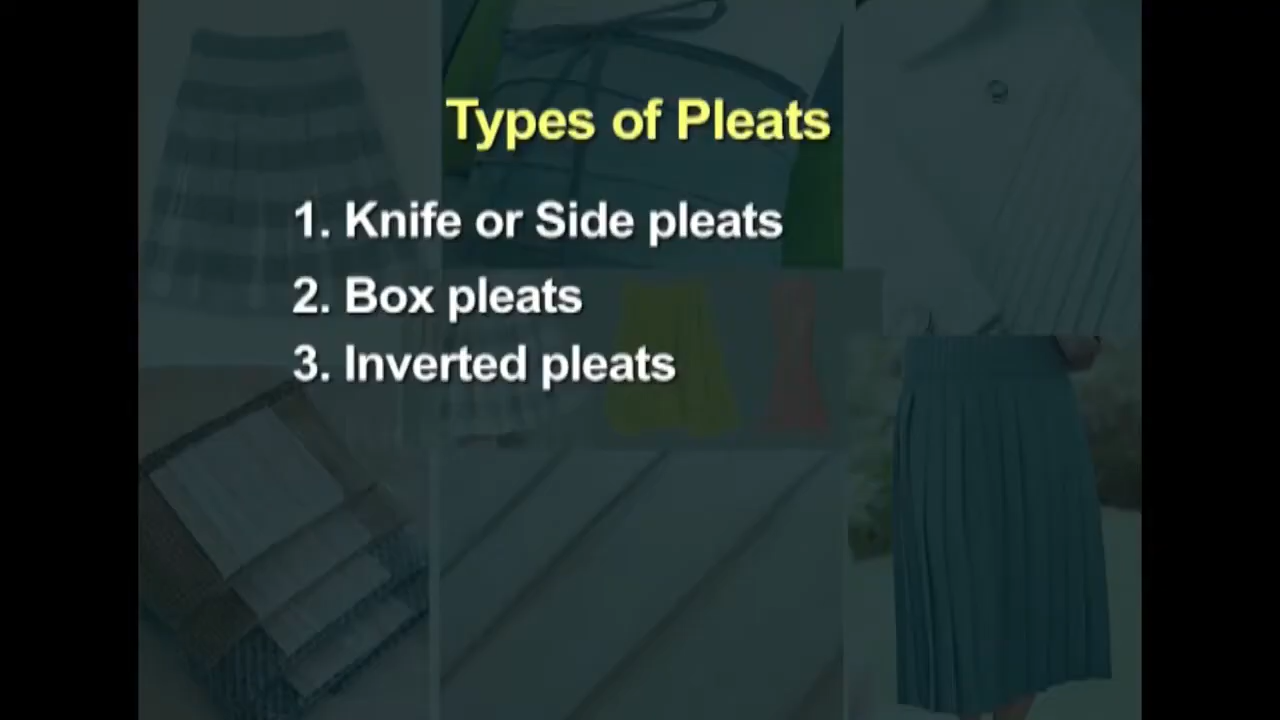 Types of Pleats
1. Knife or Side pleats
2. Box pleats
3. Inverted pleats